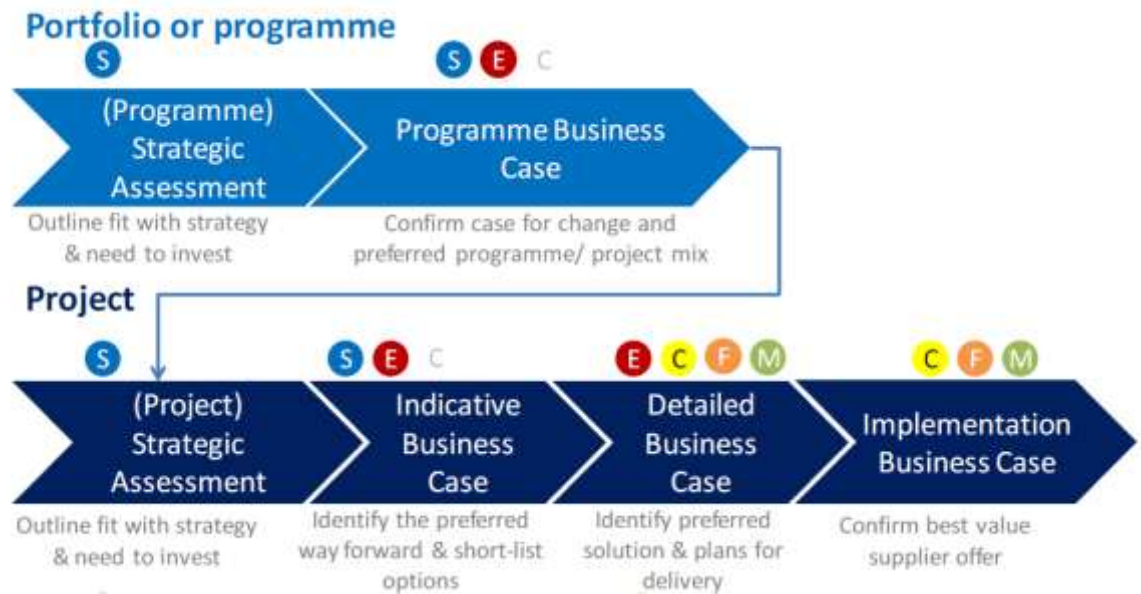 Portfolio or programme
S
S E C
(Programme)
Strategic
Assessment
Programme Business
Case
Outline fit with strategy
& need to invest
Confirm case for change and
preferred programme/ project mix
Project
S
S E C
E C F M
C F M
(Project)
Strategic
Assessment
Indicative
Business
Case
Detailed
Business
Case
Implementation
Business Case
Outline fit with strategy
& need to invest
Identify the preferred
way forward & short-list
options
Identify preferred
solution & plans for
delivery
Confirm best value
supplier offer